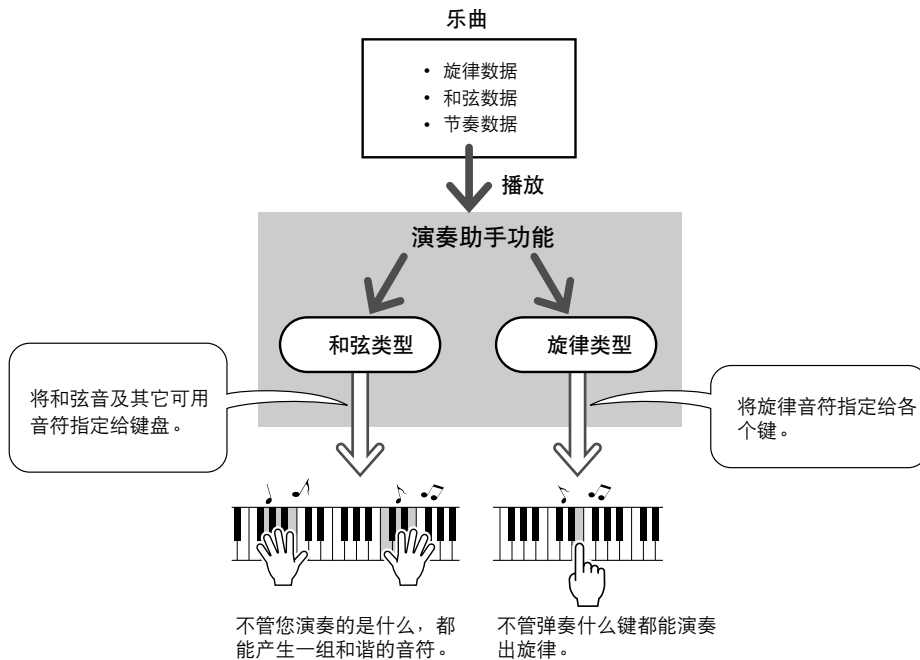 乐曲
• 旋律数据
• 和弦数据
• 节奏数据
播放
演奏助手功能
和弦类型
旋律类型
将和弦音及其它可用
音符指定给键盘。
将旋律音符指定给各
个键。
不管您演奏的是什么，都
能产生一组和谐的音符。
不管弹奏什么键都能演奏
出旋律。